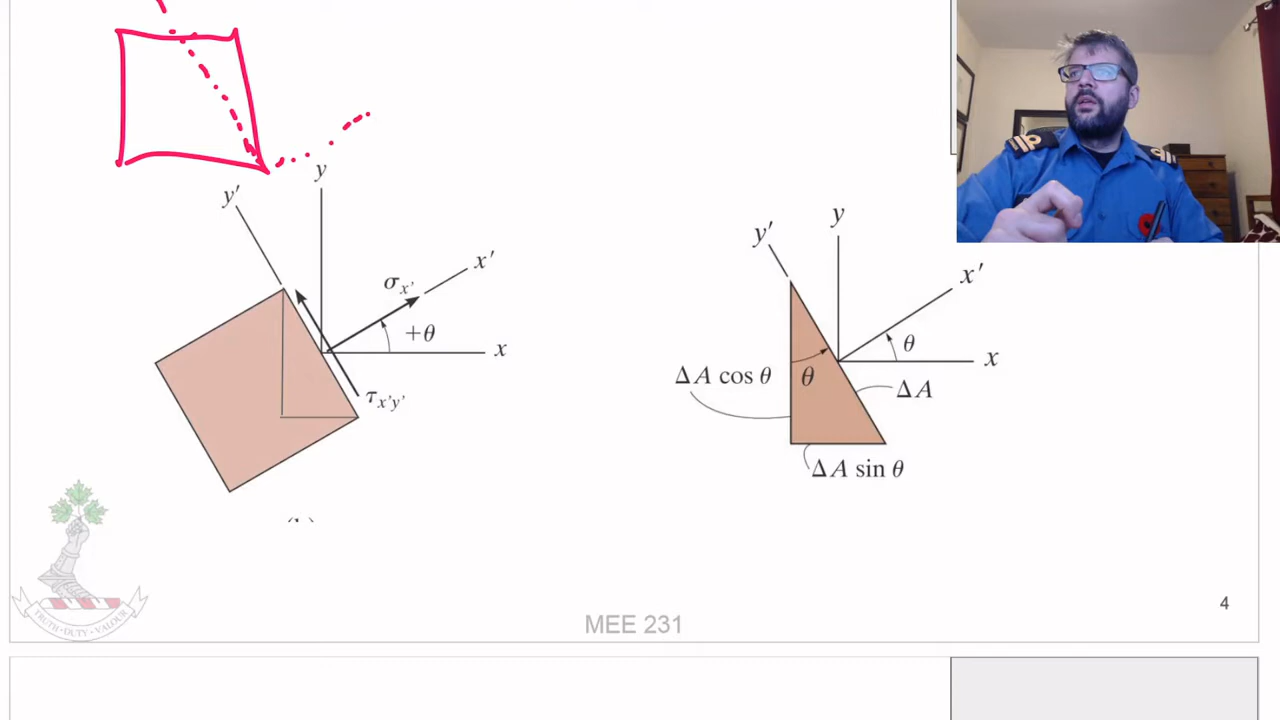 y
y'
x'
σx'
+θ
x
τx'y'
y
y'
x'
θ
x
ΔA cos θ
θ
ΔA
ΔA sin θ
TRUTH · DUTY · VALOUR
4
MEE 231